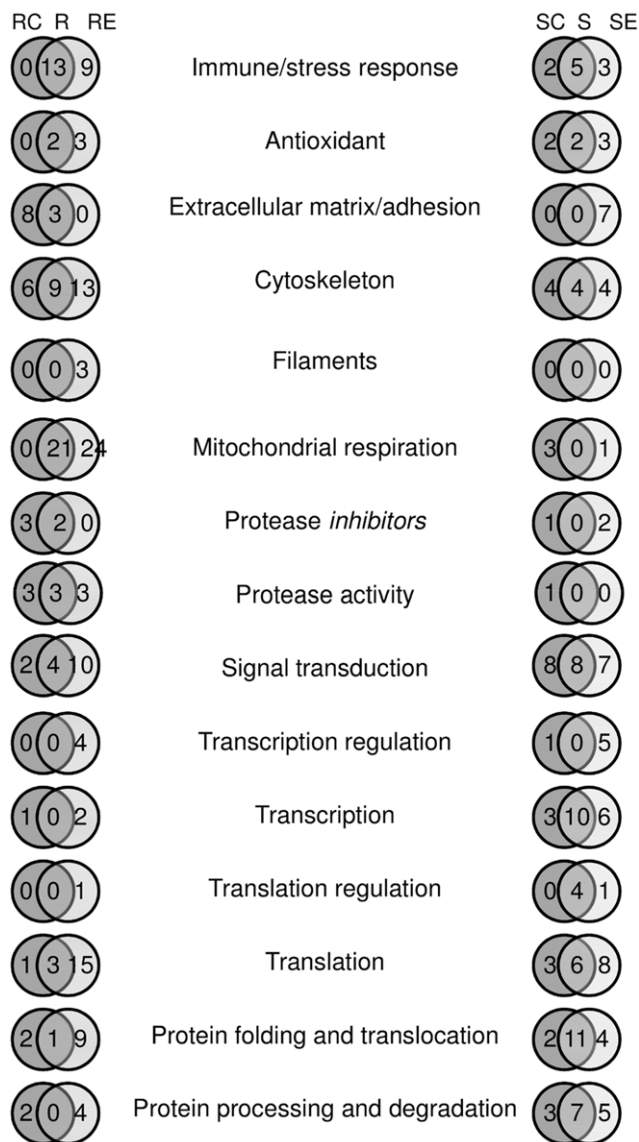 RC R RE SC S SE
0 13 9 Immune/stress response 2 5 3
0 2 3 Antioxidant 2 2 3
8 3 0 Extracellular matrix/adhesion 0 0 7
6 9 13 Cytoskeleton 4 4 4
0 0 3 Filaments 0 0 0
0 21 24 Mitochondrial respiration 3 0 1
3 2 0 Protease inhibitors 1 0 2
3 3 3 Protease activity 1 0 0
2 4 10 Signal transduction 8 8 7
0 0 4 Transcription regulation 1 0 5
1 0 2 Transcription 3 10 6
0 0 1 Translation regulation 0 4 1
1 3 15 Translation 3 6 8
2 1 9 Protein folding and translocation 2 11 4
2 0 4 Protein processing and degradation 3 7 5